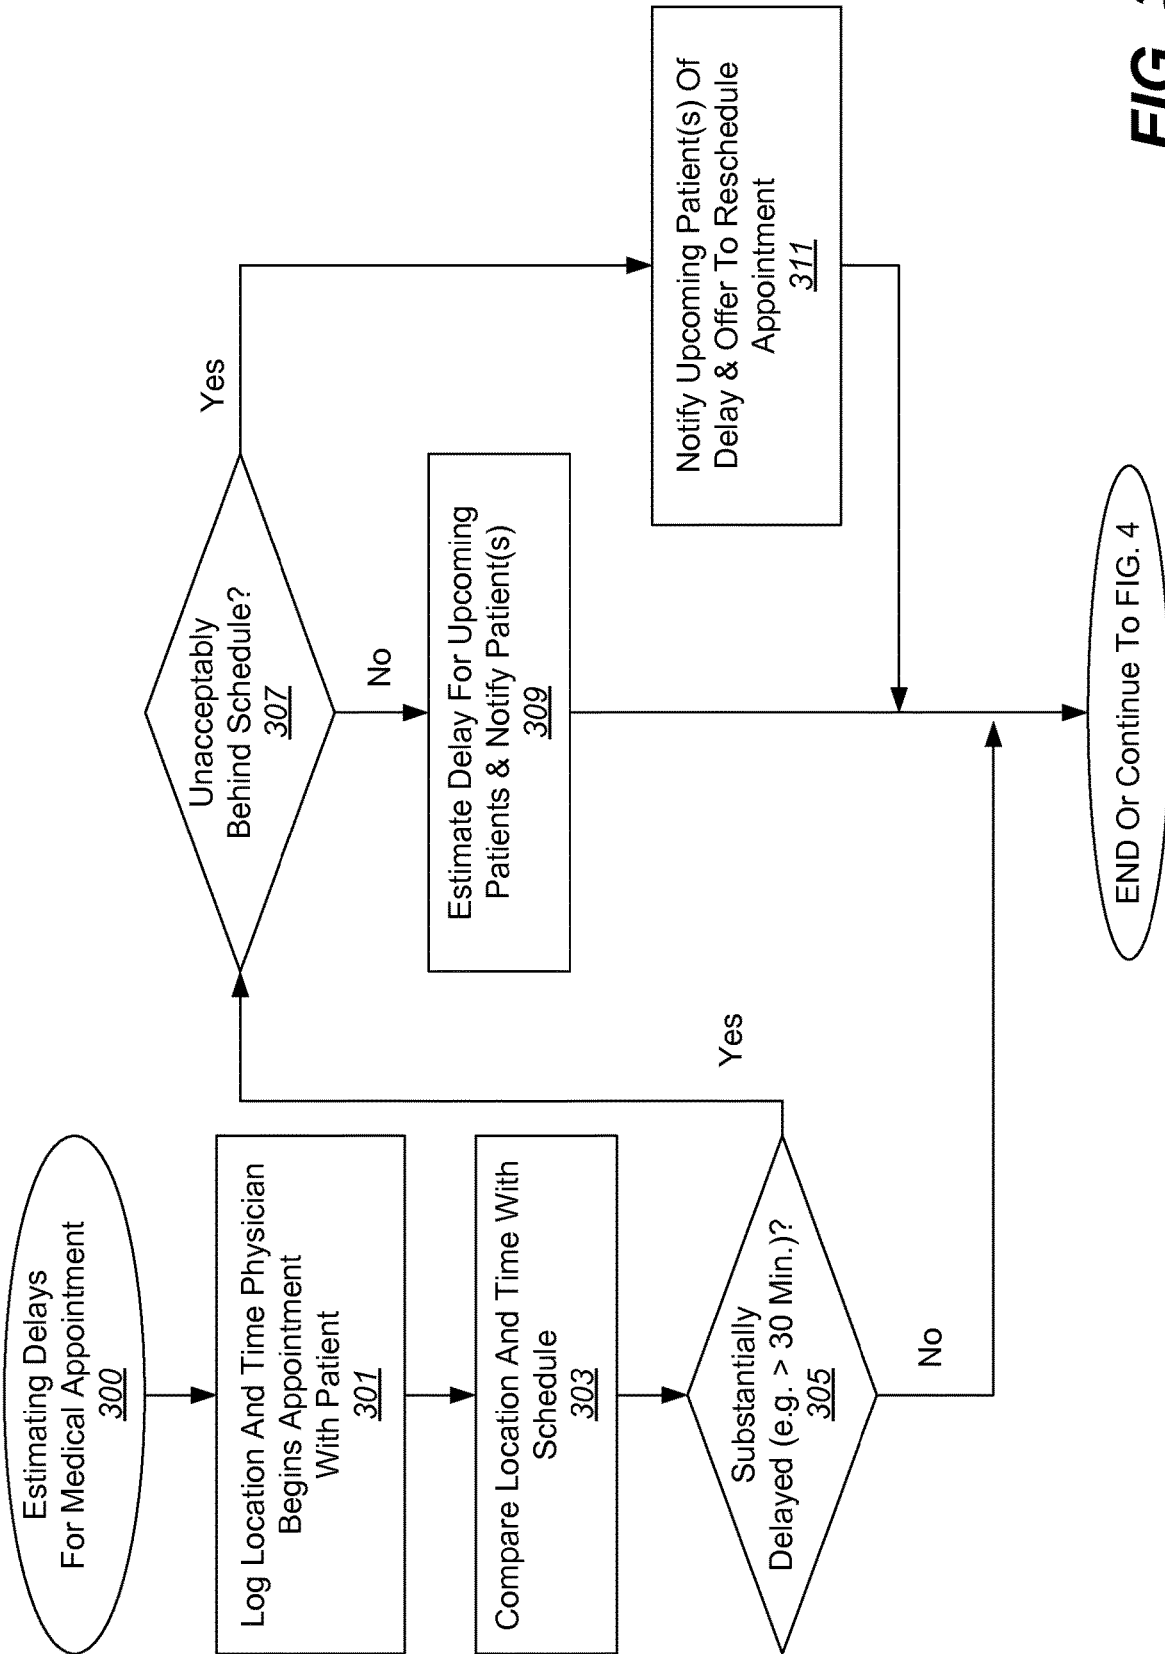 Estimating Delays
For Medical Appointment
300
Log Location And Time Physician
Begins Appointment
With Patient
301
Compare Location And Time With
Schedule
303
Substantially
Delayed (e.g. > 30 Min.)?
305
Yes
No
Unacceptably
Behind Schedule?
307
Yes
No
Estimate Delay For Upcoming
Patients & Notify Patient(s)
309
Notify Upcoming Patient(s) Of
Delay & Offer To Reschedule
Appointment
311
END Or Continue To FIG. 4
FIG.